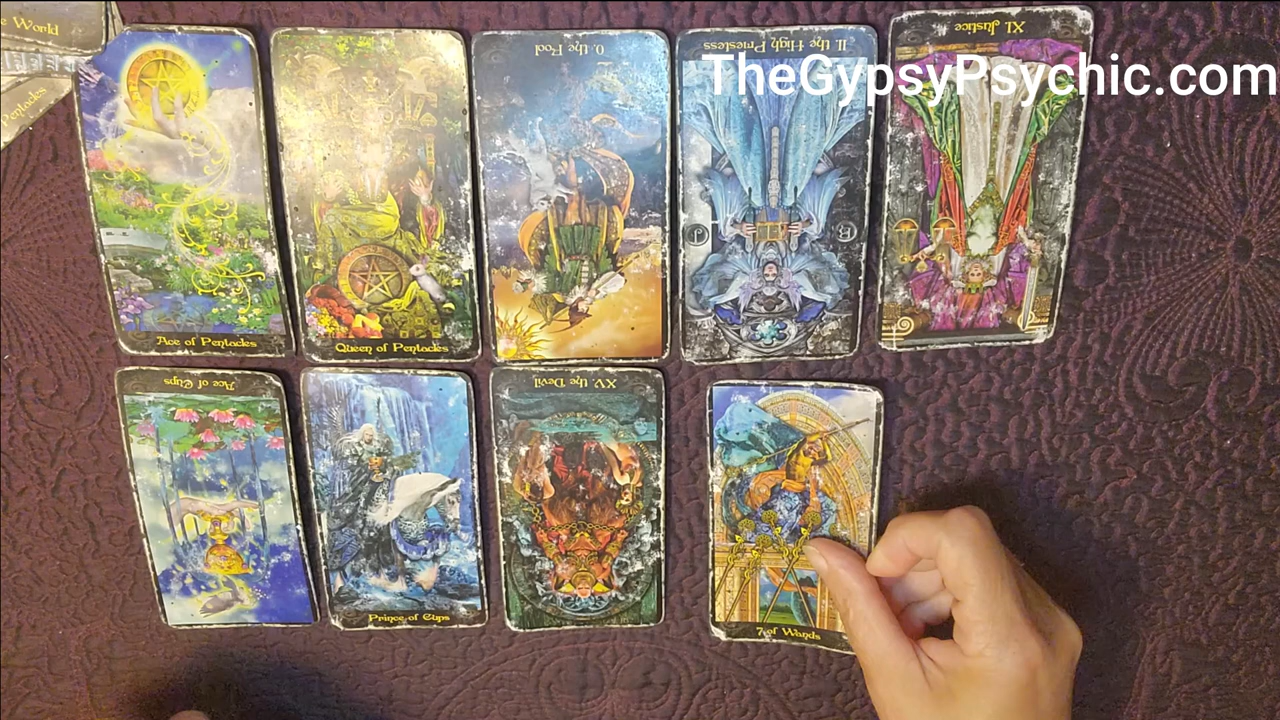 e World
Pentacles
Ace of Pentacles
Queen of Pentacles
0. the Fool
II. the High Priestess
XI. Justice
TheGypsyPsychic.com
Ace of Cups
Prince of Cups
XV. the Devil
7 of Wands
J
B